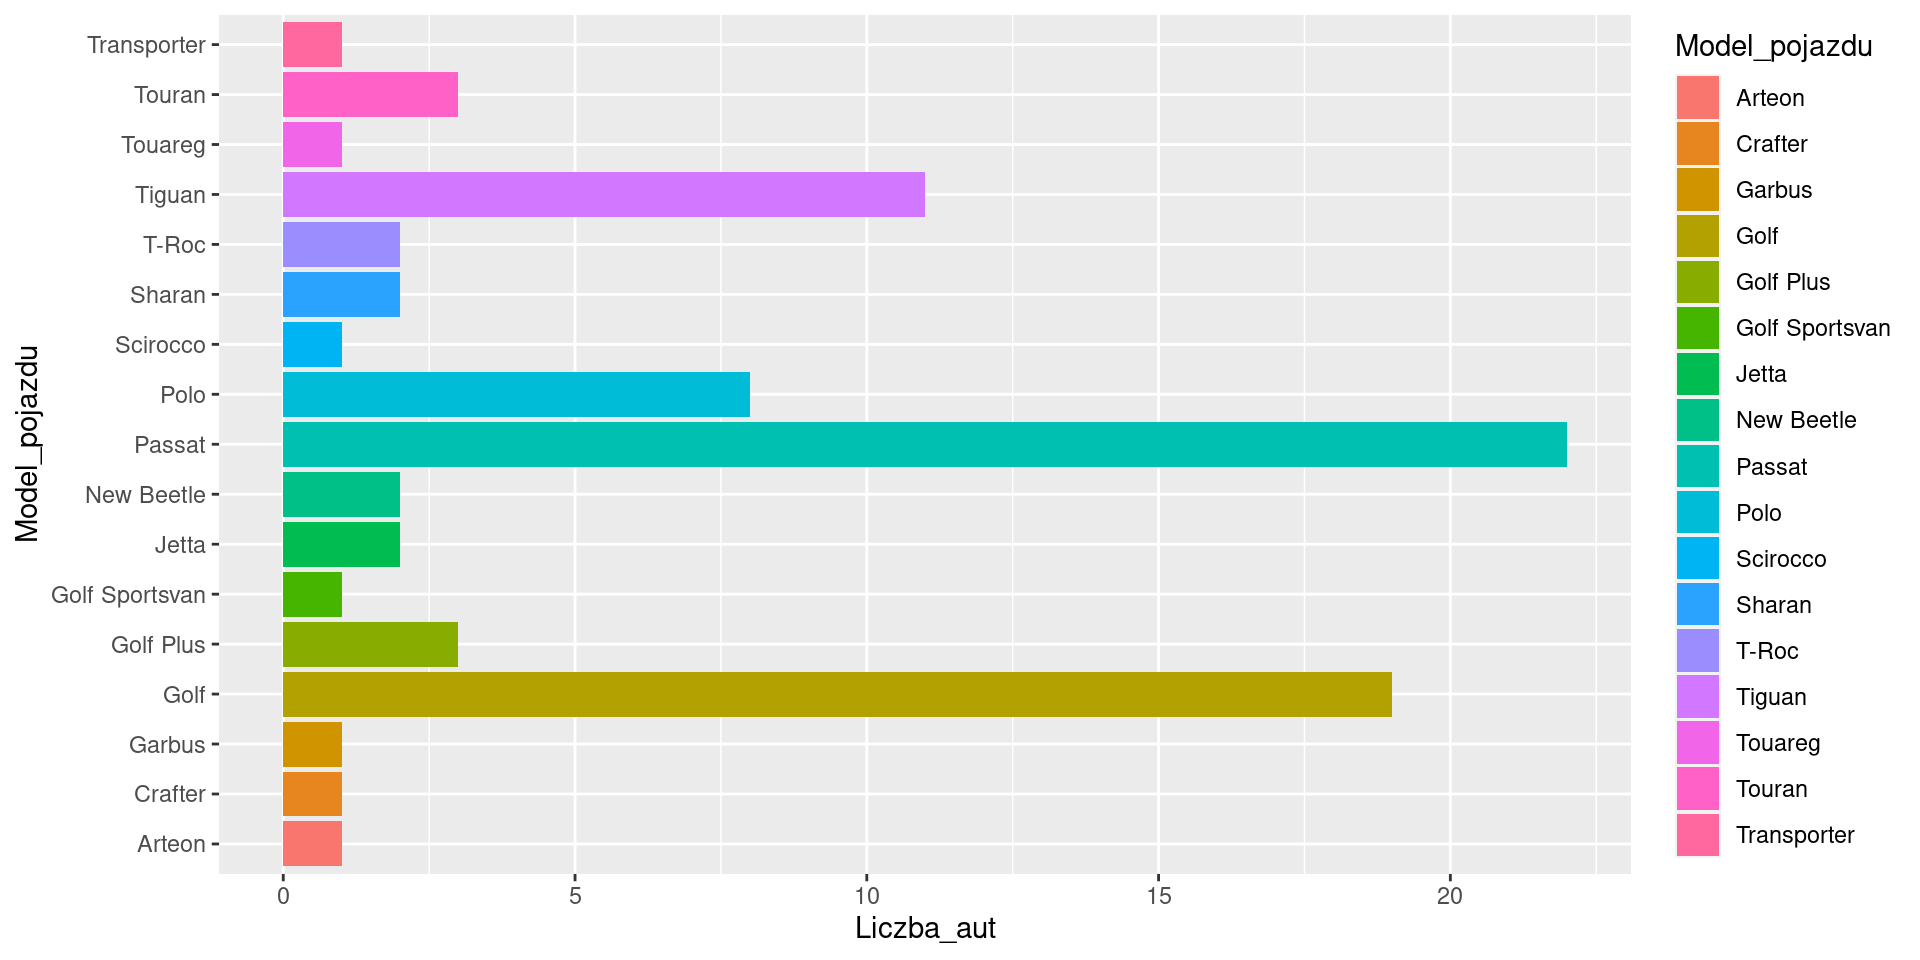 Model_pojazdu
Transporter
Touran
Touareg
Tiguan
T-Roc
Sharan
Scirocco
Polo
Passat
New Beetle
Jetta
Golf Sportsvan
Golf Plus
Golf
Garbus
Crafter
Arteon
0 5 10 15 20
Liczba_aut
Model_pojazdu
Arteon
Crafter
Garbus
Golf
Golf Plus
Golf Sportsvan
Jetta
New Beetle
Passat
Polo
Scirocco
Sharan
T-Roc
Tiguan
Touareg
Touran
Transporter